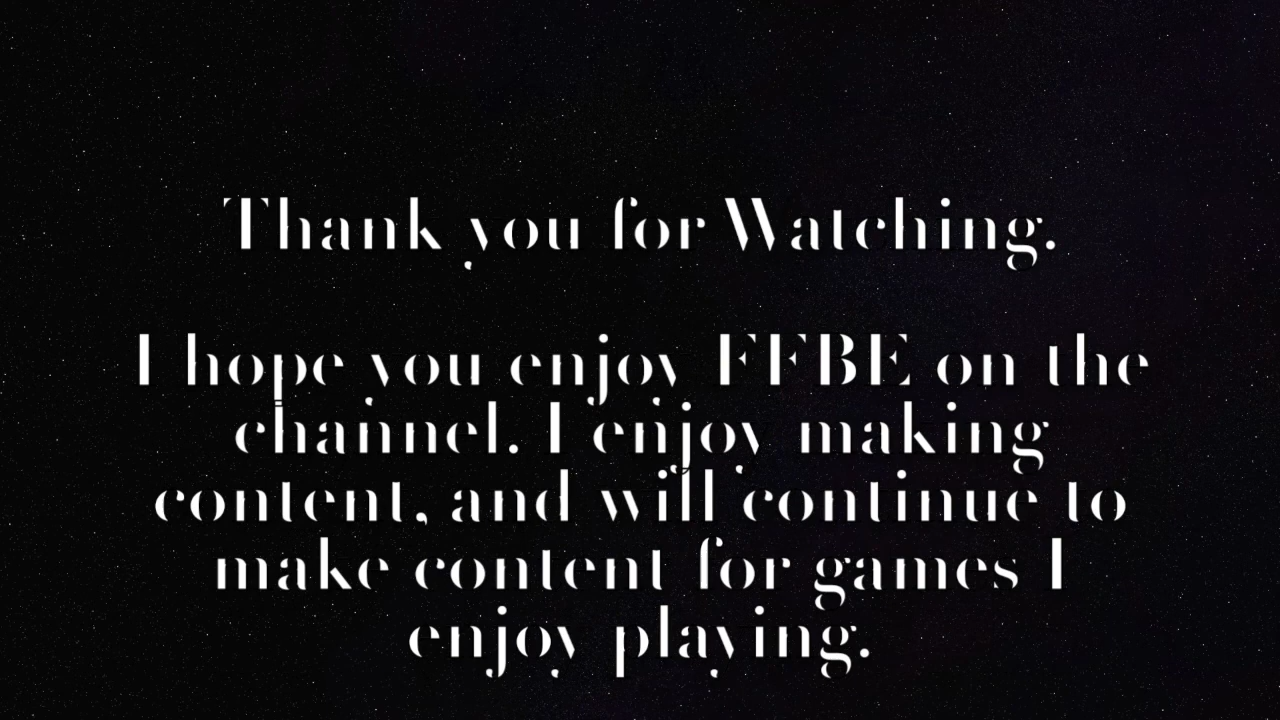 Thank you for Watching.
I hope you enjoy FFBE on the
channel. I enjoy making
content, and will continue to
make content for games I
enjoy playing.